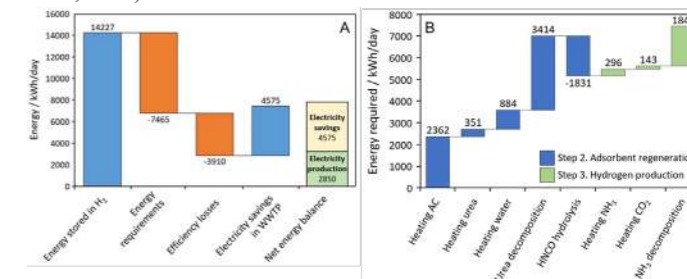 A
16000
14000
12000
10000
8000
6000
4000
2000
0
Energy / kWh/day
14227
-7465
-3910
4575
Electricity
savings
4575
Electricity
production
2850
Energy stored in H₂
Energy
requirements
Efficiency losses
Electricity savings
in WWTP
Net energy balance
B
8000
7000
6000
5000
4000
3000
2000
1000
0
Energy required / kWh/day
2362
351
884
3414
-1831
296
143
Step 2. Adsorbent
Step 3. Hydrogen production
Heating AC
Heating urea
Heating water
Urea decomposition
HNCO hydrolysis
Heating NH₃
Heating CO₂
NH₃ decomposition